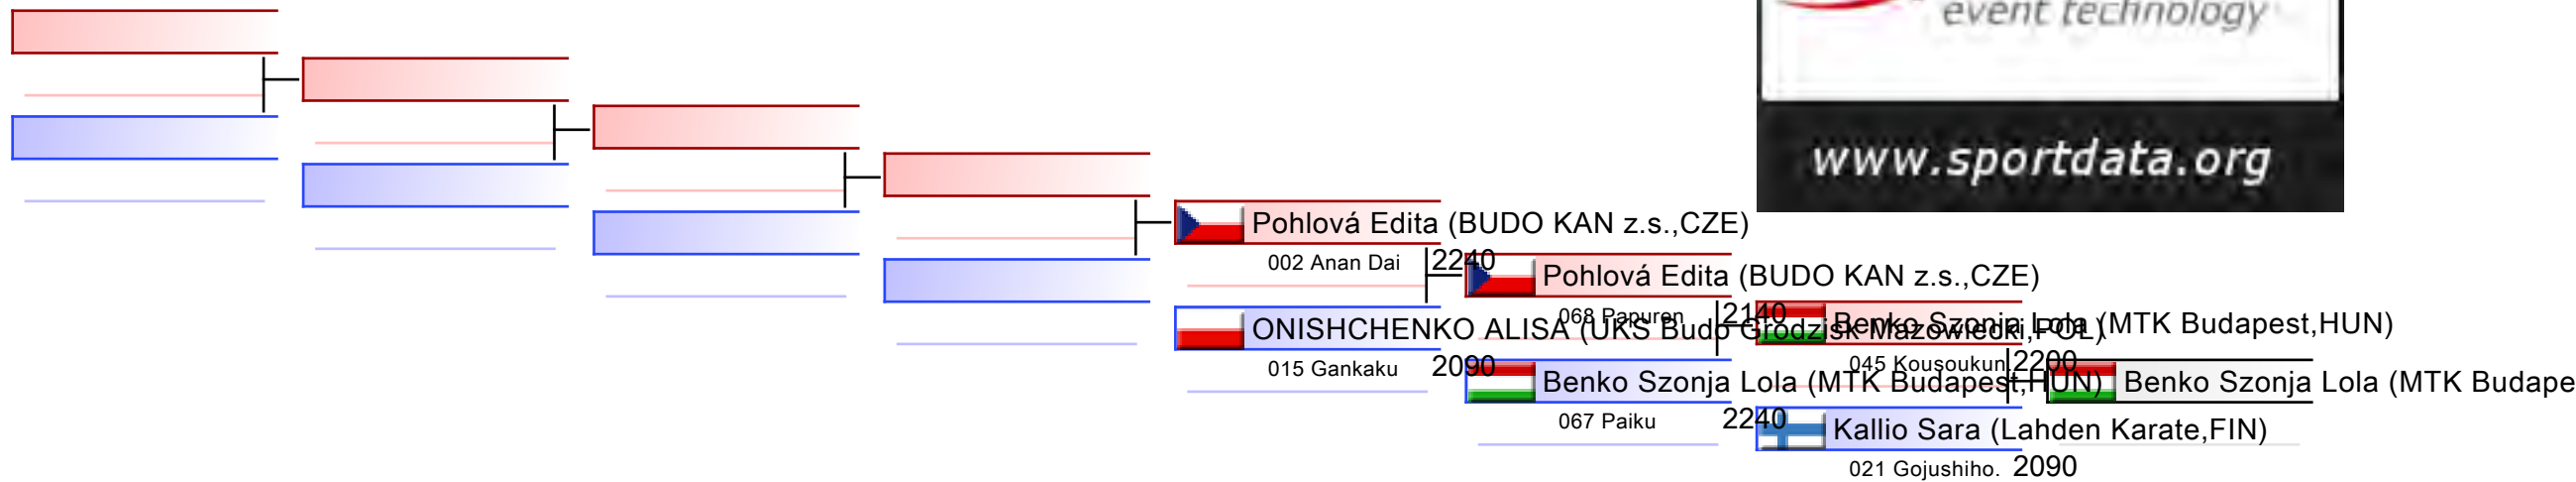 event technology
www.sportdata.org
Pohlová Edita (BUDO KAN z.s.,CZE)
002 Anan Dai 2240
ONISHCHENKO ALISA (UKS Budo Grodzisk Mazowiecki,POL)
015 Gankaku 2090
Pohlová Edita (BUDO KAN z.s.,CZE)
068 Papuren 2140
Benko Szonja Lola (MTK Budapest,HUN)
067 Paiku 2240
Benko Szonja Lola (MTK Budapest,HUN)
045 Kousoukun 2200
Kallio Sara (Lahden Karate,FIN)
021 Gojushiho. 2090
Benko Szonja Lola (MTK Budape